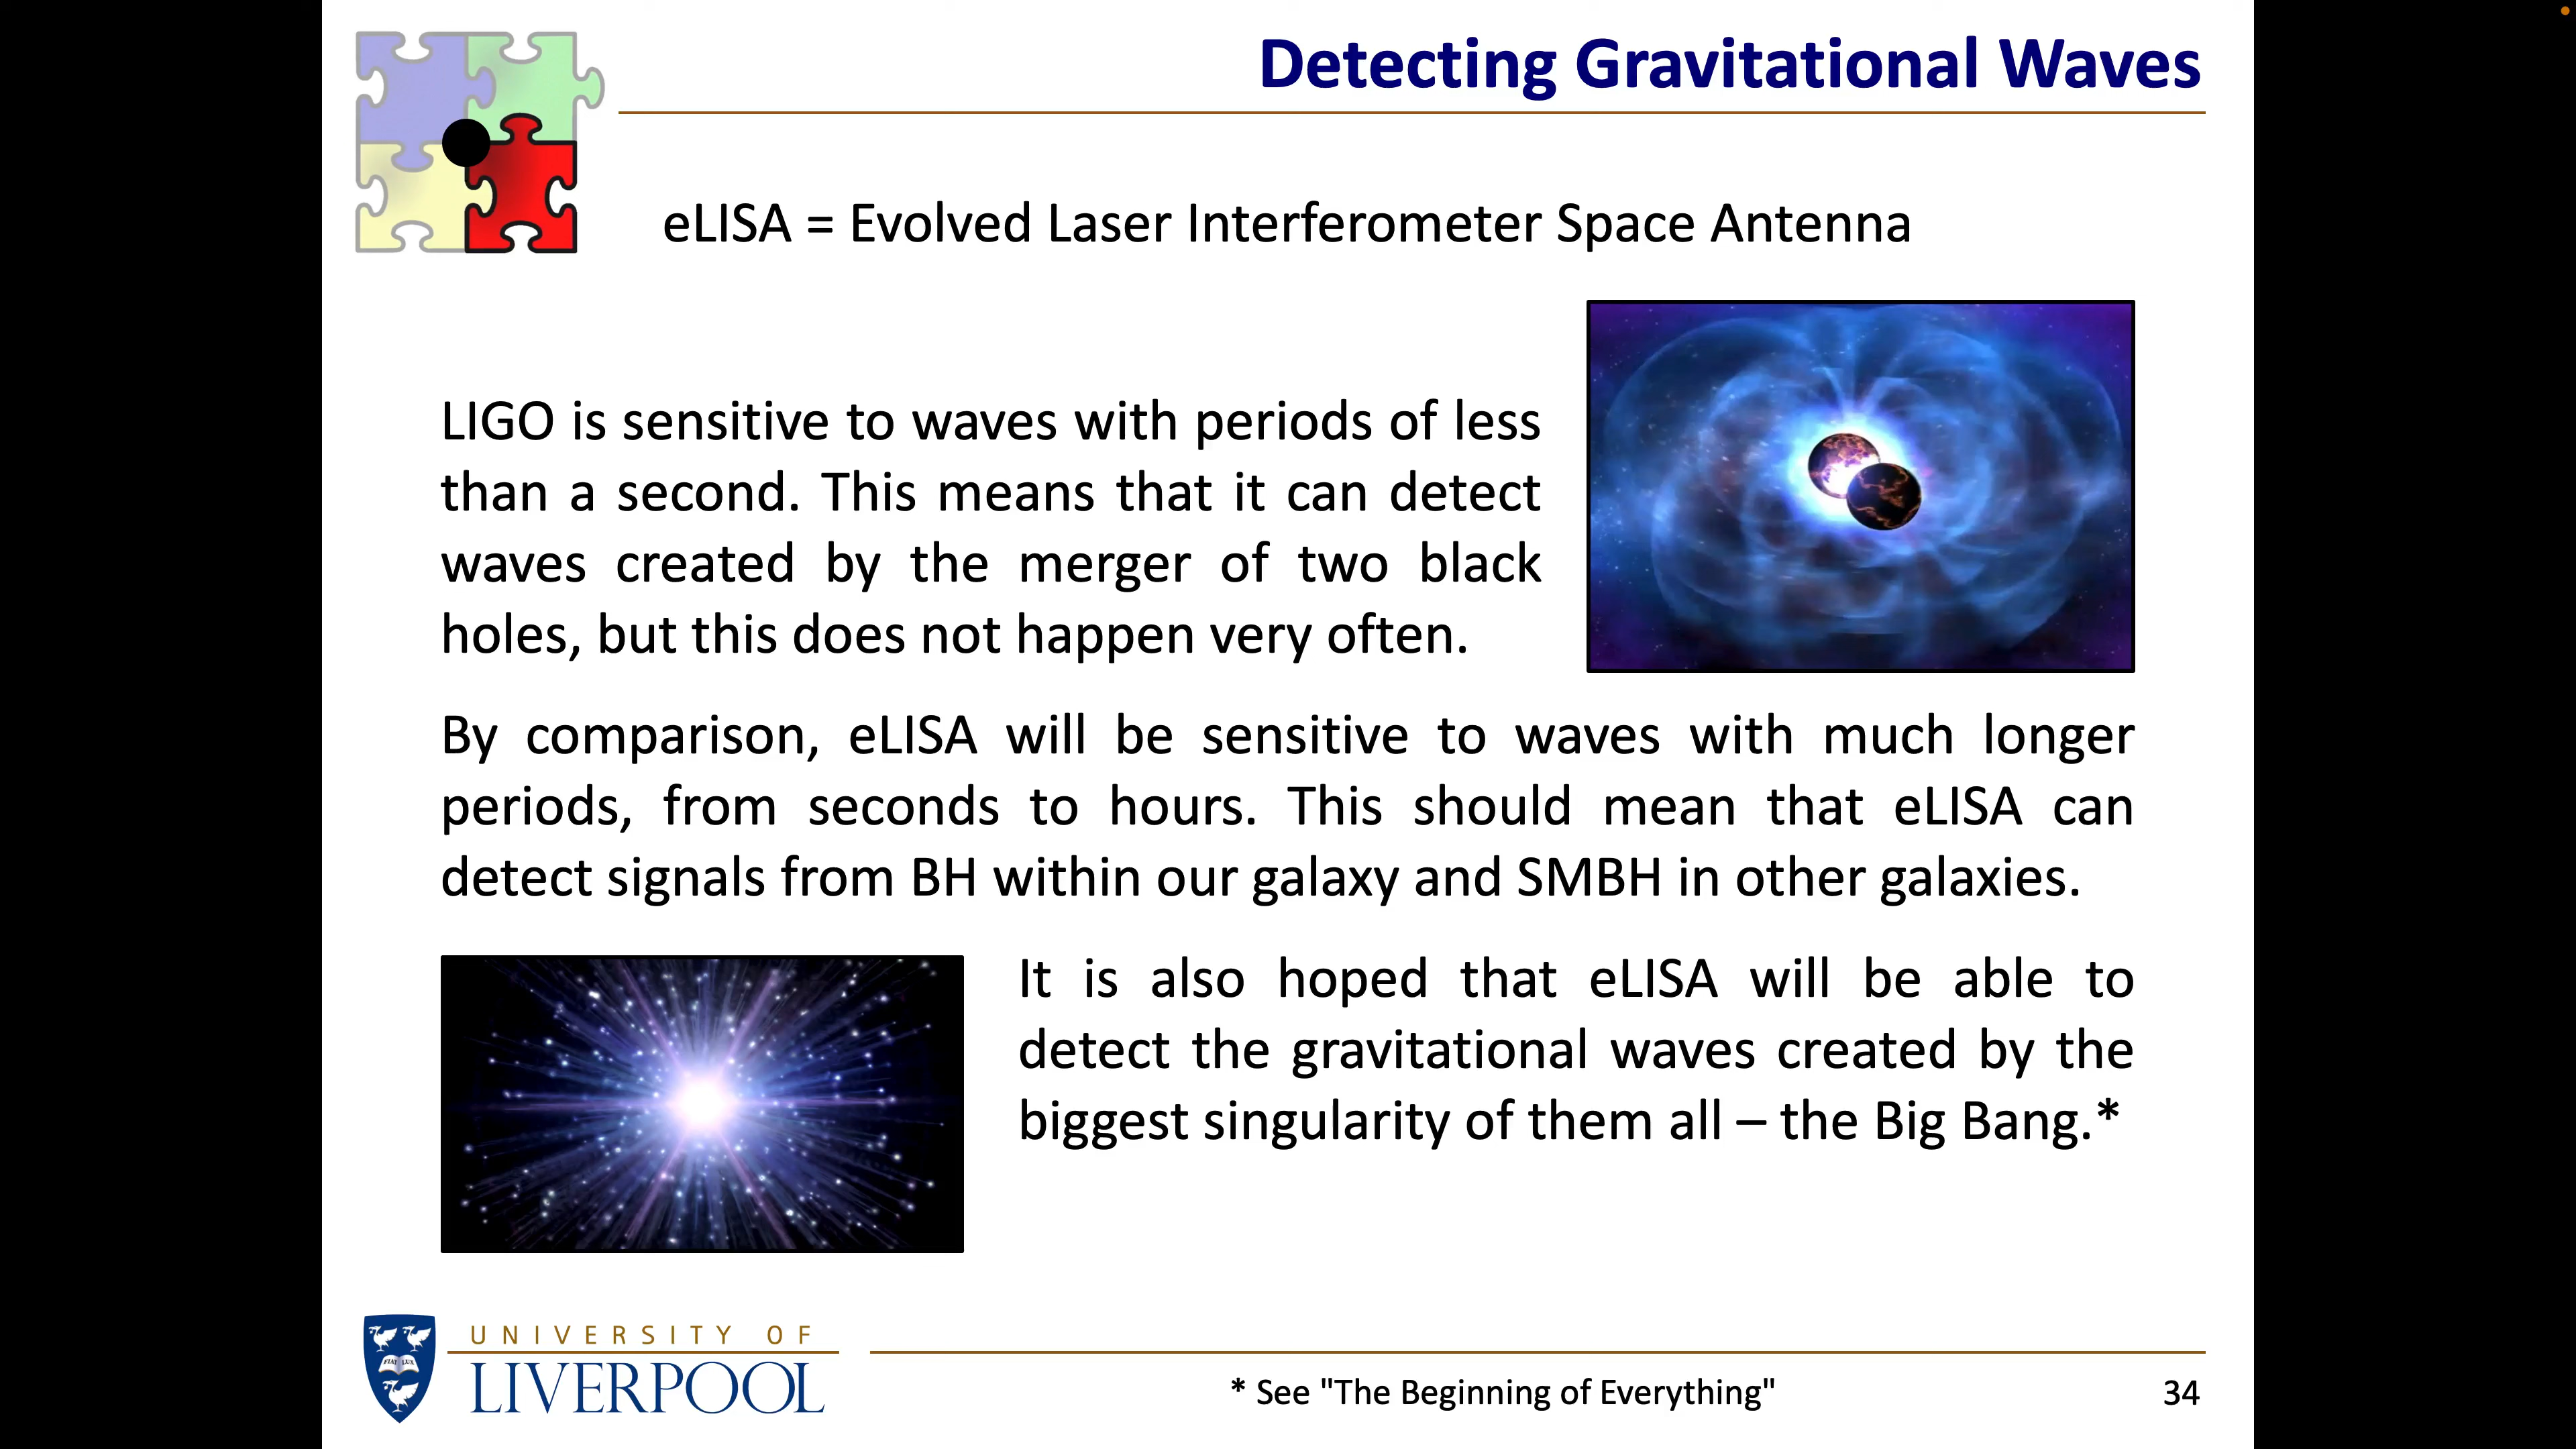 Detecting Gravitational Waves
eLISA = Evolved Laser Interferometer Space Antenna
LIGO is sensitive to waves with periods of less
than a second. This means that it can detect
waves created by the merger of two black
holes, but this does not happen very often.
By comparison, eLISA will be sensitive to waves with much longer
periods, from seconds to hours. This should mean that eLISA can
detect signals from BH within our galaxy and SMBH in other galaxies.
It is also hoped that eLISA will be able to
detect the gravitational waves created by the
biggest singularity of them all – the Big Bang.*
FIAT LUX
UNIVERSITY OF
LIVERPOOL
* See "The Beginning of Everything"
34